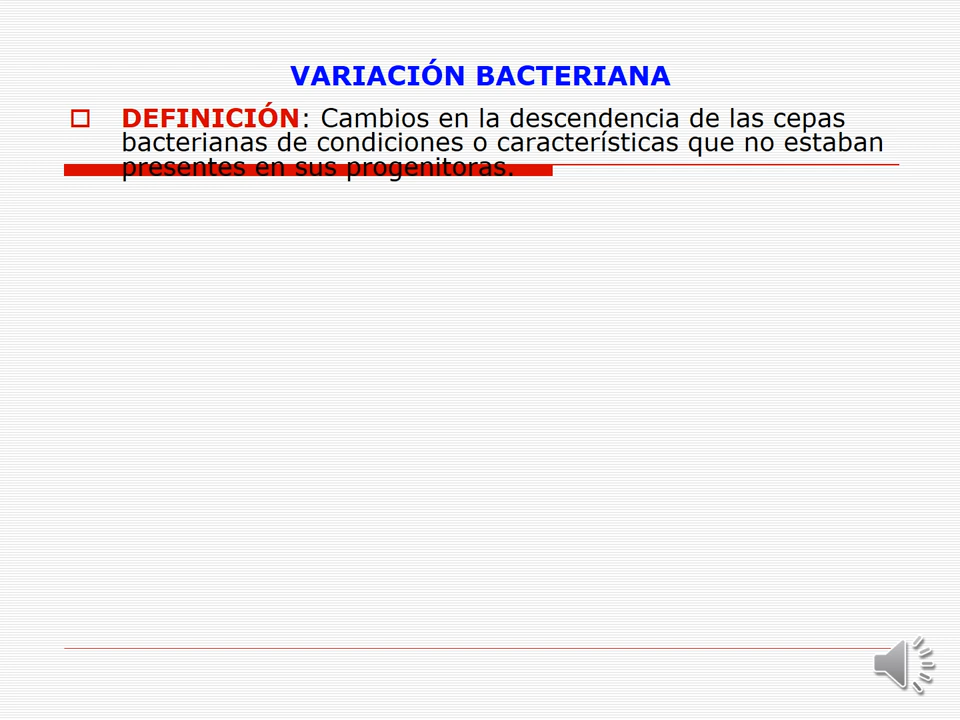 VARIACIÓN BACTERIANA
DEFINICIÓN: Cambios en la descendencia de las cepas
bacterianas de condiciones o características que no estaban
presentes en sus progenitoras.